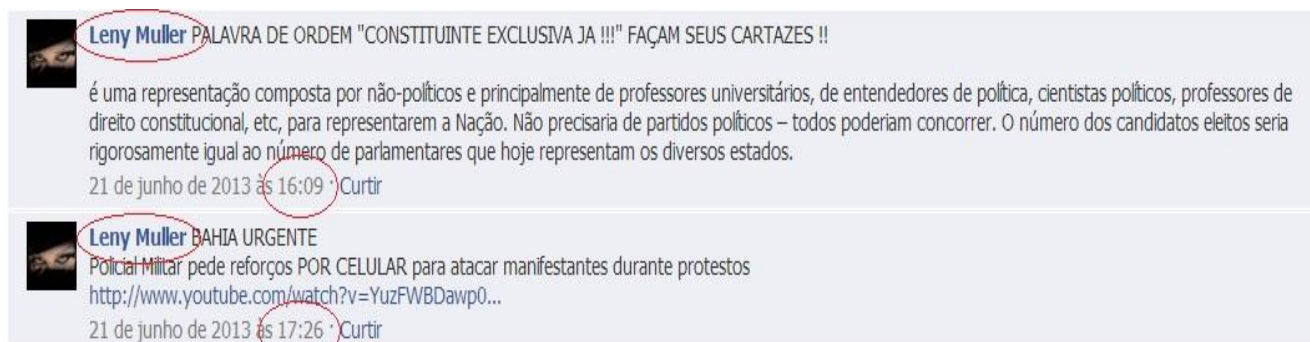 Leny Muller PALAVRA DE ORDEM "CONSTITUINTE EXCLUSIVA JA !!!" FAÇAM SEUS CARTAZES !!
é uma representação composta por não-políticos e principalmente de professores universitários, de entendedores de política, cientistas políticos, professores de
direito constitucional, etc, para representarem a Nação. Não precisaria de partidos políticos – todos poderiam concorrer. O número dos candidatos eleitos seria
rigorosamente igual ao número de parlamentares que hoje representam os diversos estados.
21 de junho de 2013 às 16:09 · Curtir
Leny Muller BAHIA URGENTE
Policial Militar pede reforços POR CELULAR para atacar manifestantes durante protestos
http://www.youtube.com/watch?v=YuzFWBDawp0...
21 de junho de 2013 às 17:26 · Curtir